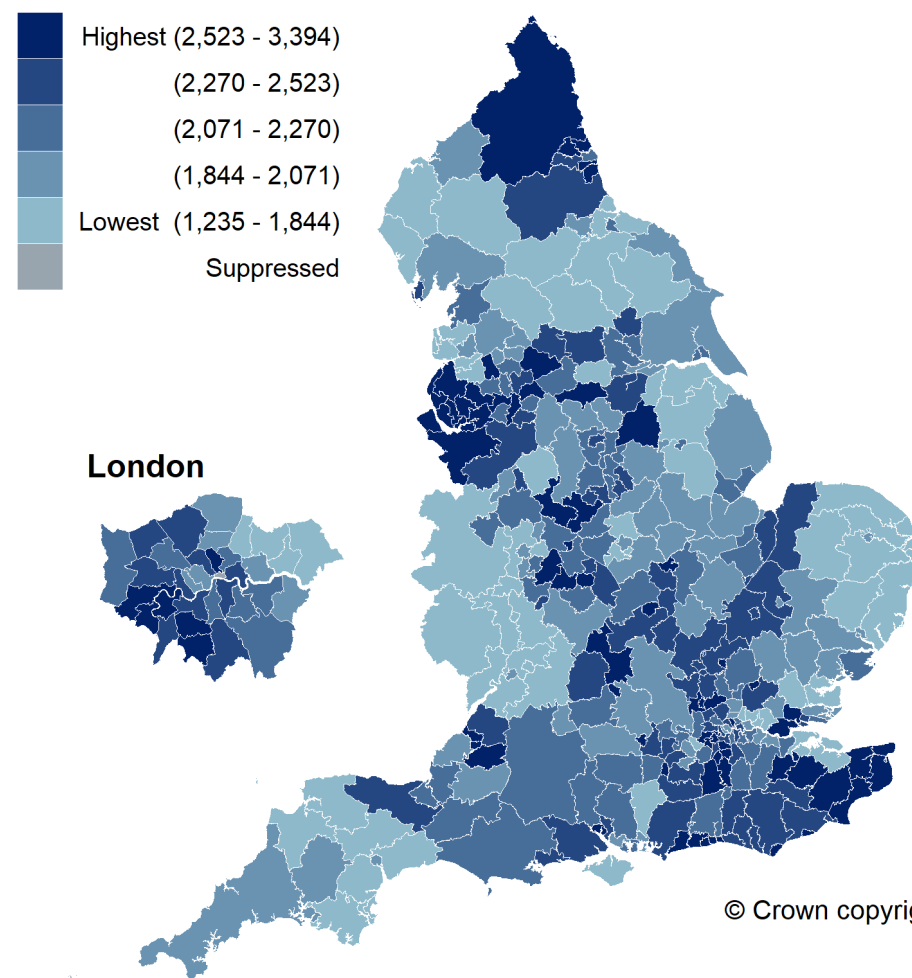 Highest (2,523 - 3,394)
(2,270 - 2,523)
(2,071 - 2,270)
(1,844 - 2,071)
Lowest (1,235 - 1,844)
Suppressed
London
© Crown copyrig